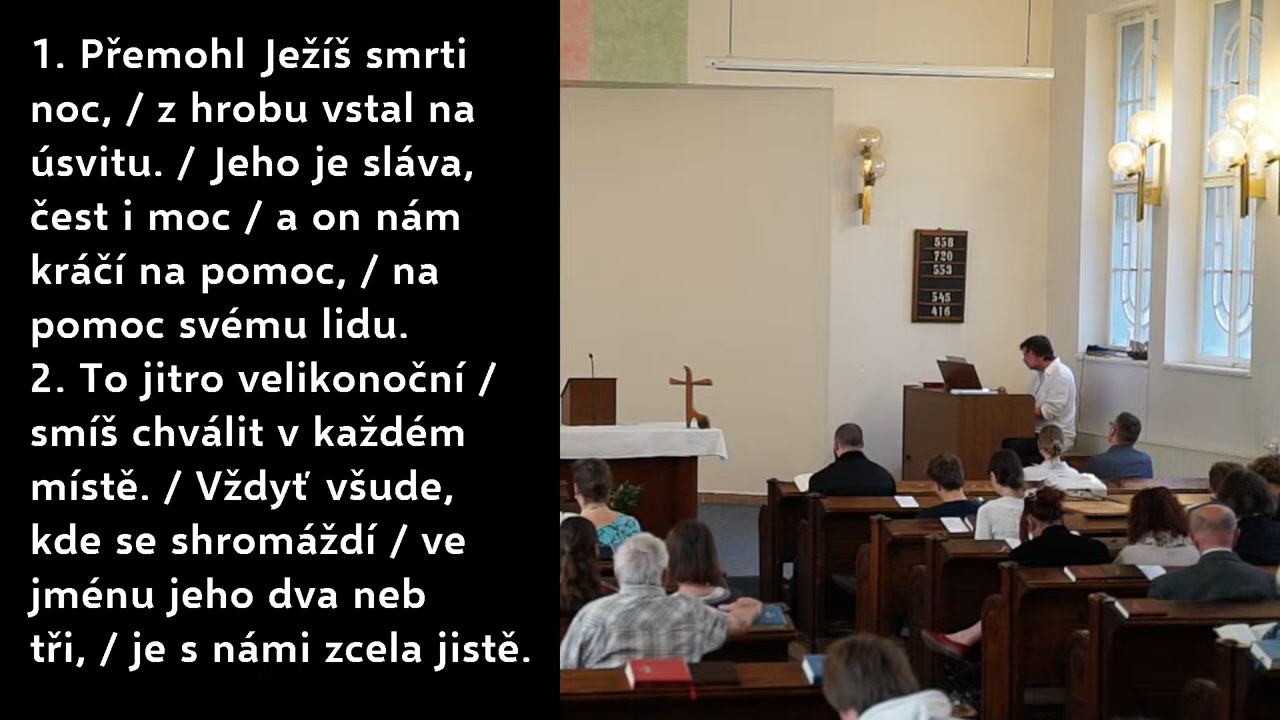 1. Přemohl Ježíš smrti
noc, / z hrobu vstal na
úsvitu. / Jeho je sláva,
čest i moc / a on nám
kráčí na pomoc, / na
pomoc svému lidu.
2. To jitro velikonoční /
smíš chválit v každém
místě. / Vždyť všude,
kde se shromáždí / ve
jménu jeho dva neb
tři, / je s námi zcela jistě.
558
720
553
545
416